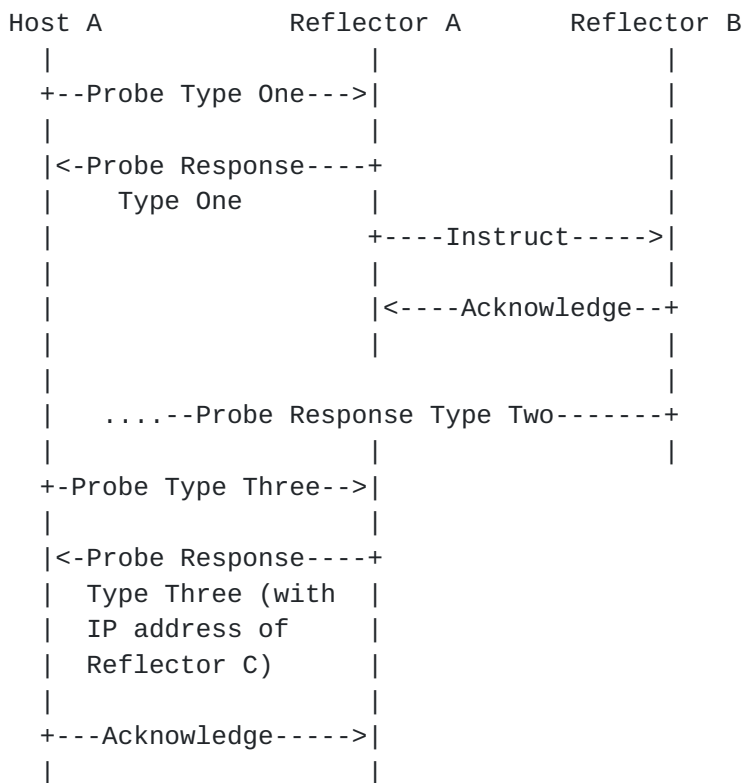 Host A Reflector A Reflector B
| | |
+--Probe Type One--->| |
| | |
|<-Probe Response----+ |
| Type One | |
| +----Instruct----->|
| | |
| |<----Acknowledge--+
| | |
| |
| ....--Probe Response Type Two-------+
| | |
+-Probe Type Three-->|
| |
|<-Probe Response----+
| Type Three (with |
| IP address of |
| Reflector C) |
| |
+---Acknowledge----->|
| |